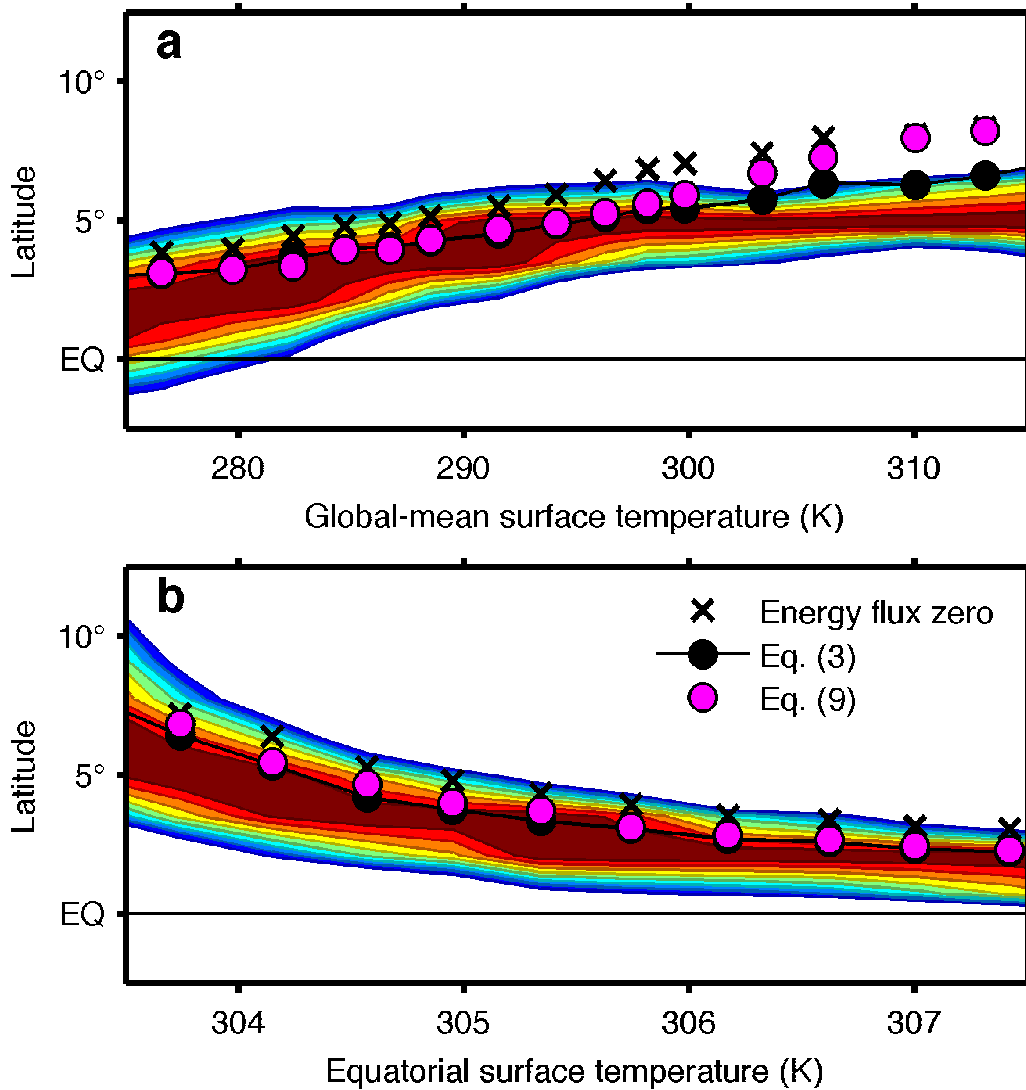 a
10°
5°
EQ
Latitude
280 290 300 310
Global-mean surface temperature (K)
b
Energy flux zero
Eq. (3)
Eq. (9)
10°
5°
EQ
Latitude
304 305 306 307
Equatorial surface temperature (K)